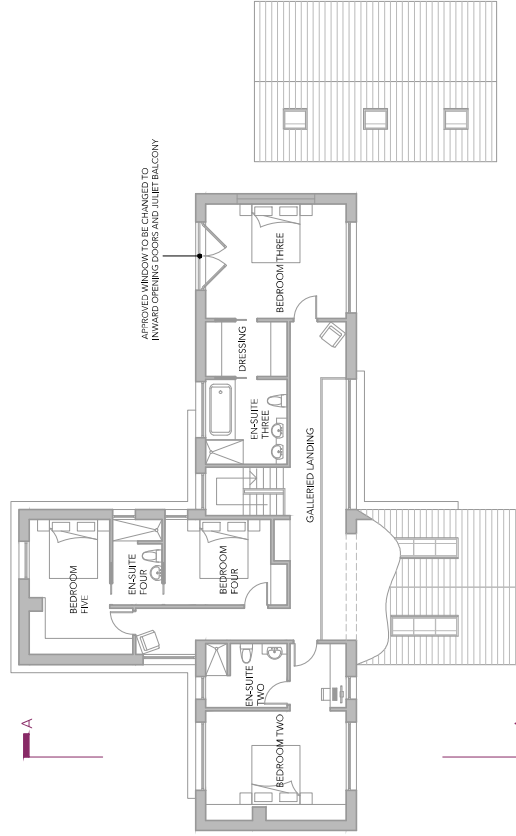 APPROVED WINDOW TO BE CHANGED TO
INWARD OPENING DOORS AND JULIET BALCONY
BEDROOM THREE
DRESSING
EN-SUITE
THREE
GALLERIED LANDING
BEDROOM
FIVE
EN-SUITE
FOUR
BEDROOM
FOUR
EN-SUITE
TWO
BEDROOM TWO
A